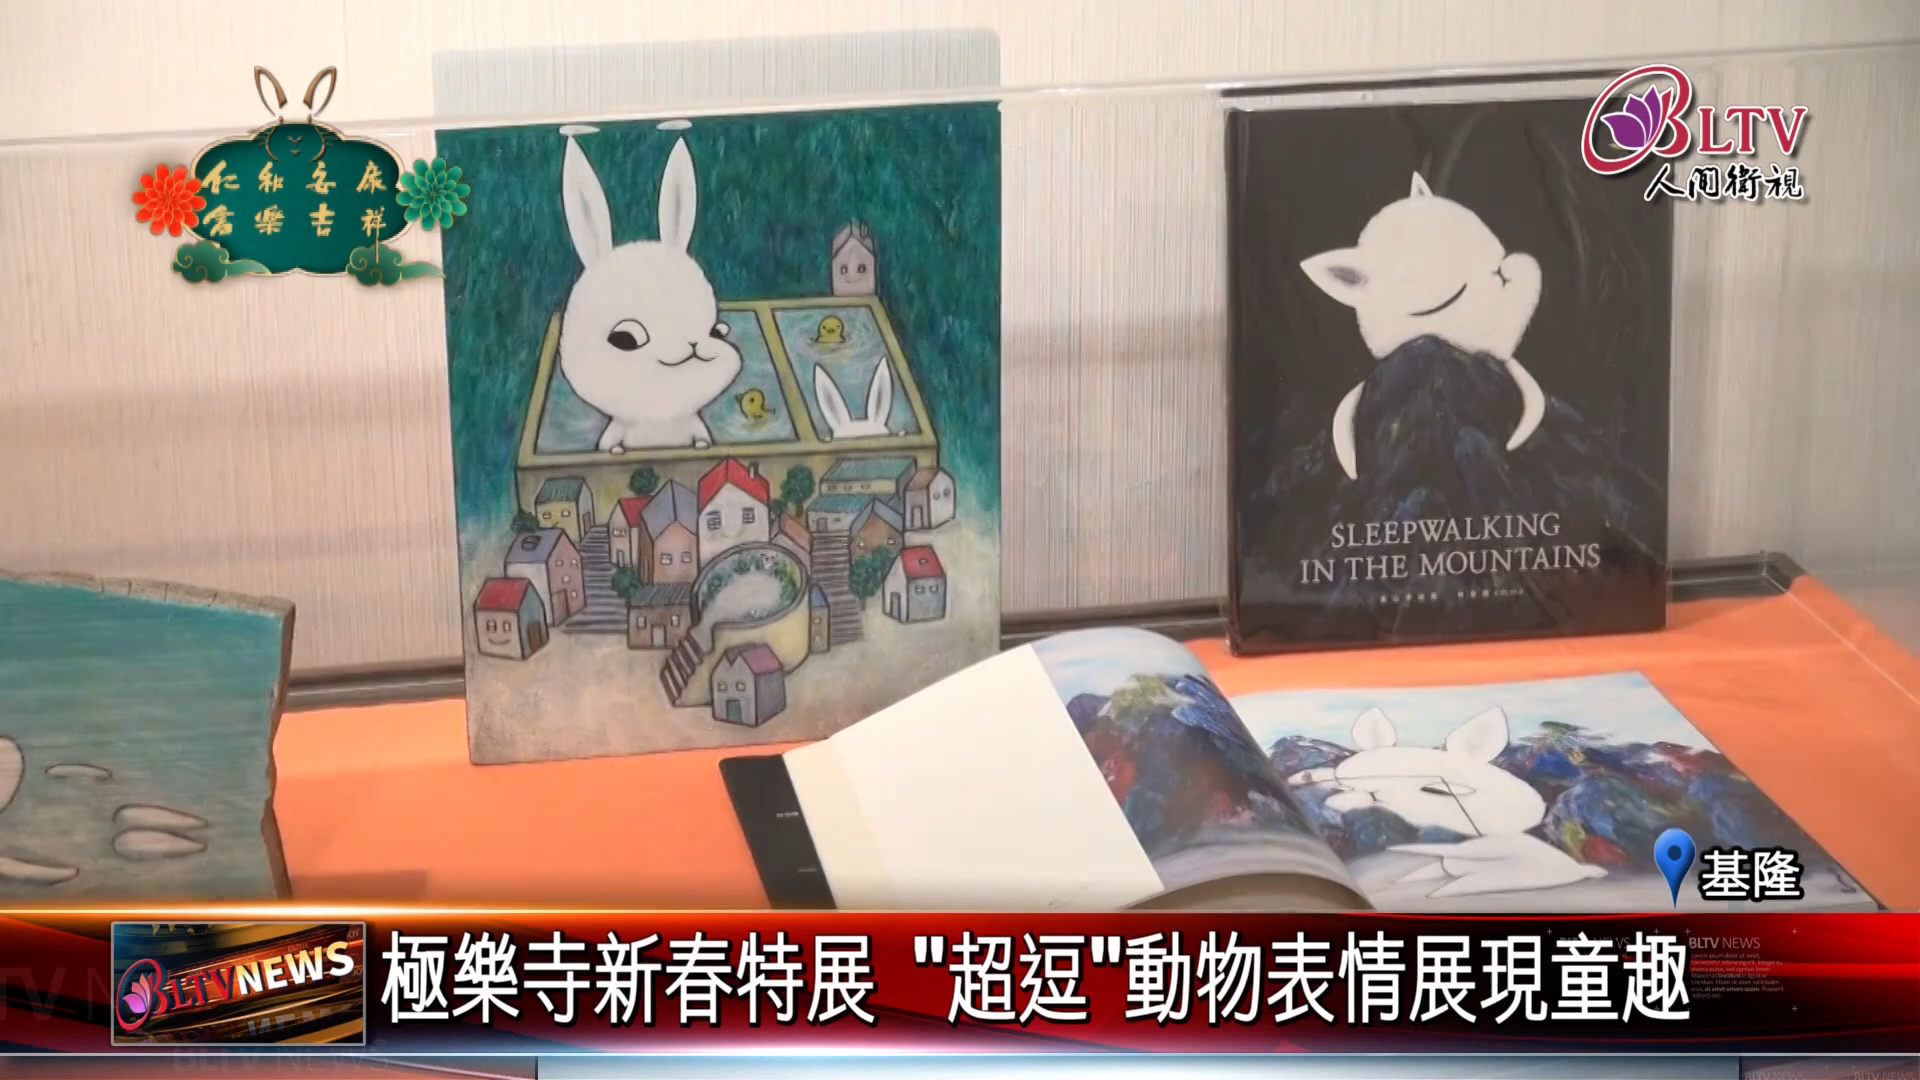 仁和安康
喜樂吉祥
BLTV
人間衛視
SLEEPWALKING
IN THE MOUNTAINS
基隆
BLTV NEWS
極樂寺新春特展 "超逗"動物表情展現童趣
BLTV NEWS